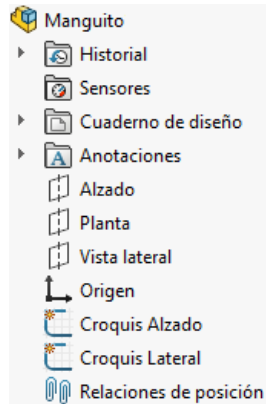 Manguito
Historial
Sensores
Cuaderno de diseño
Anotaciones
Alzado
Planta
Vista lateral
Origen
Croquis Alzado
Croquis Lateral
Relaciones de posición